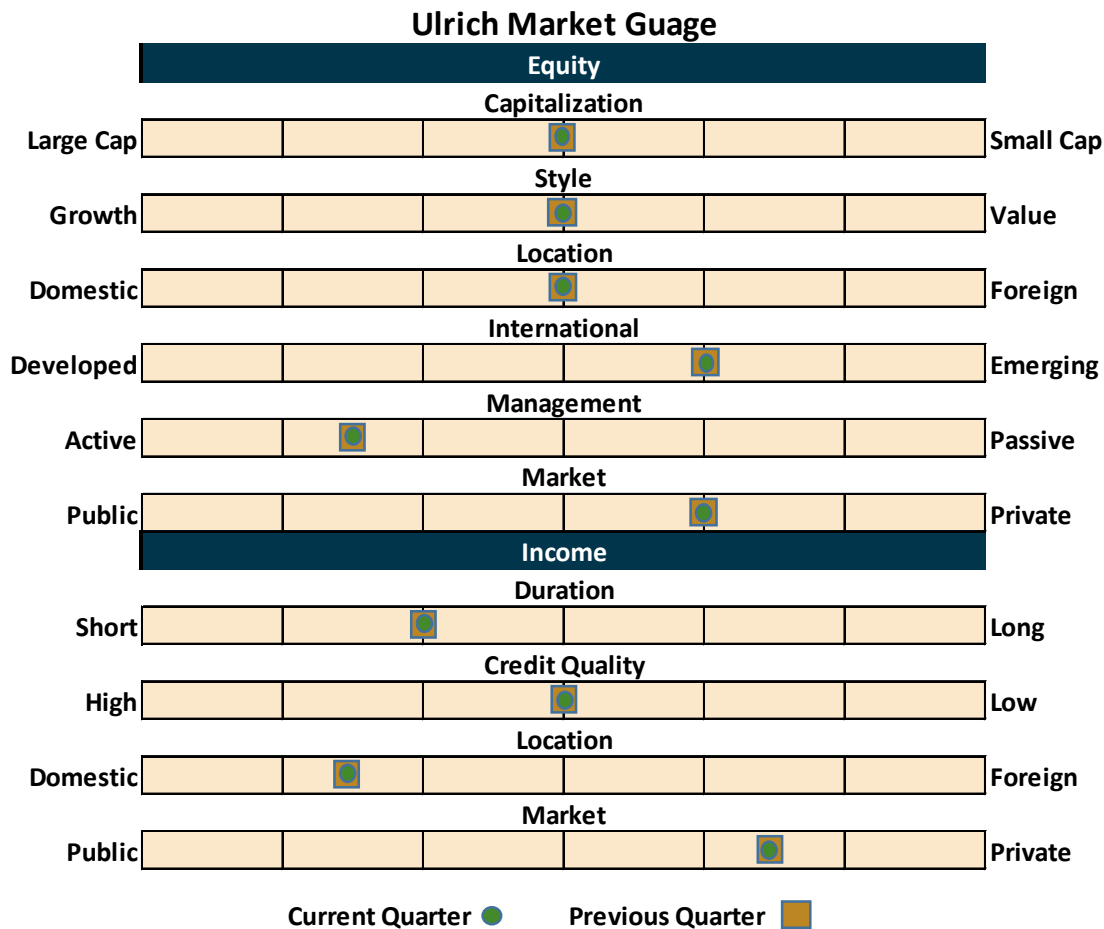 Ulrich Market Guage
Equity
Capitalization
Large Cap Small Cap
Style
Growth Value
Location
Domestic Foreign
International
Developed Emerging
Management
Active Passive
Market
Public Private
Income
Duration
Short Long
Credit Quality
High Low
Location
Domestic Foreign
Market
Public Private
Current Quarter Previous Quarter